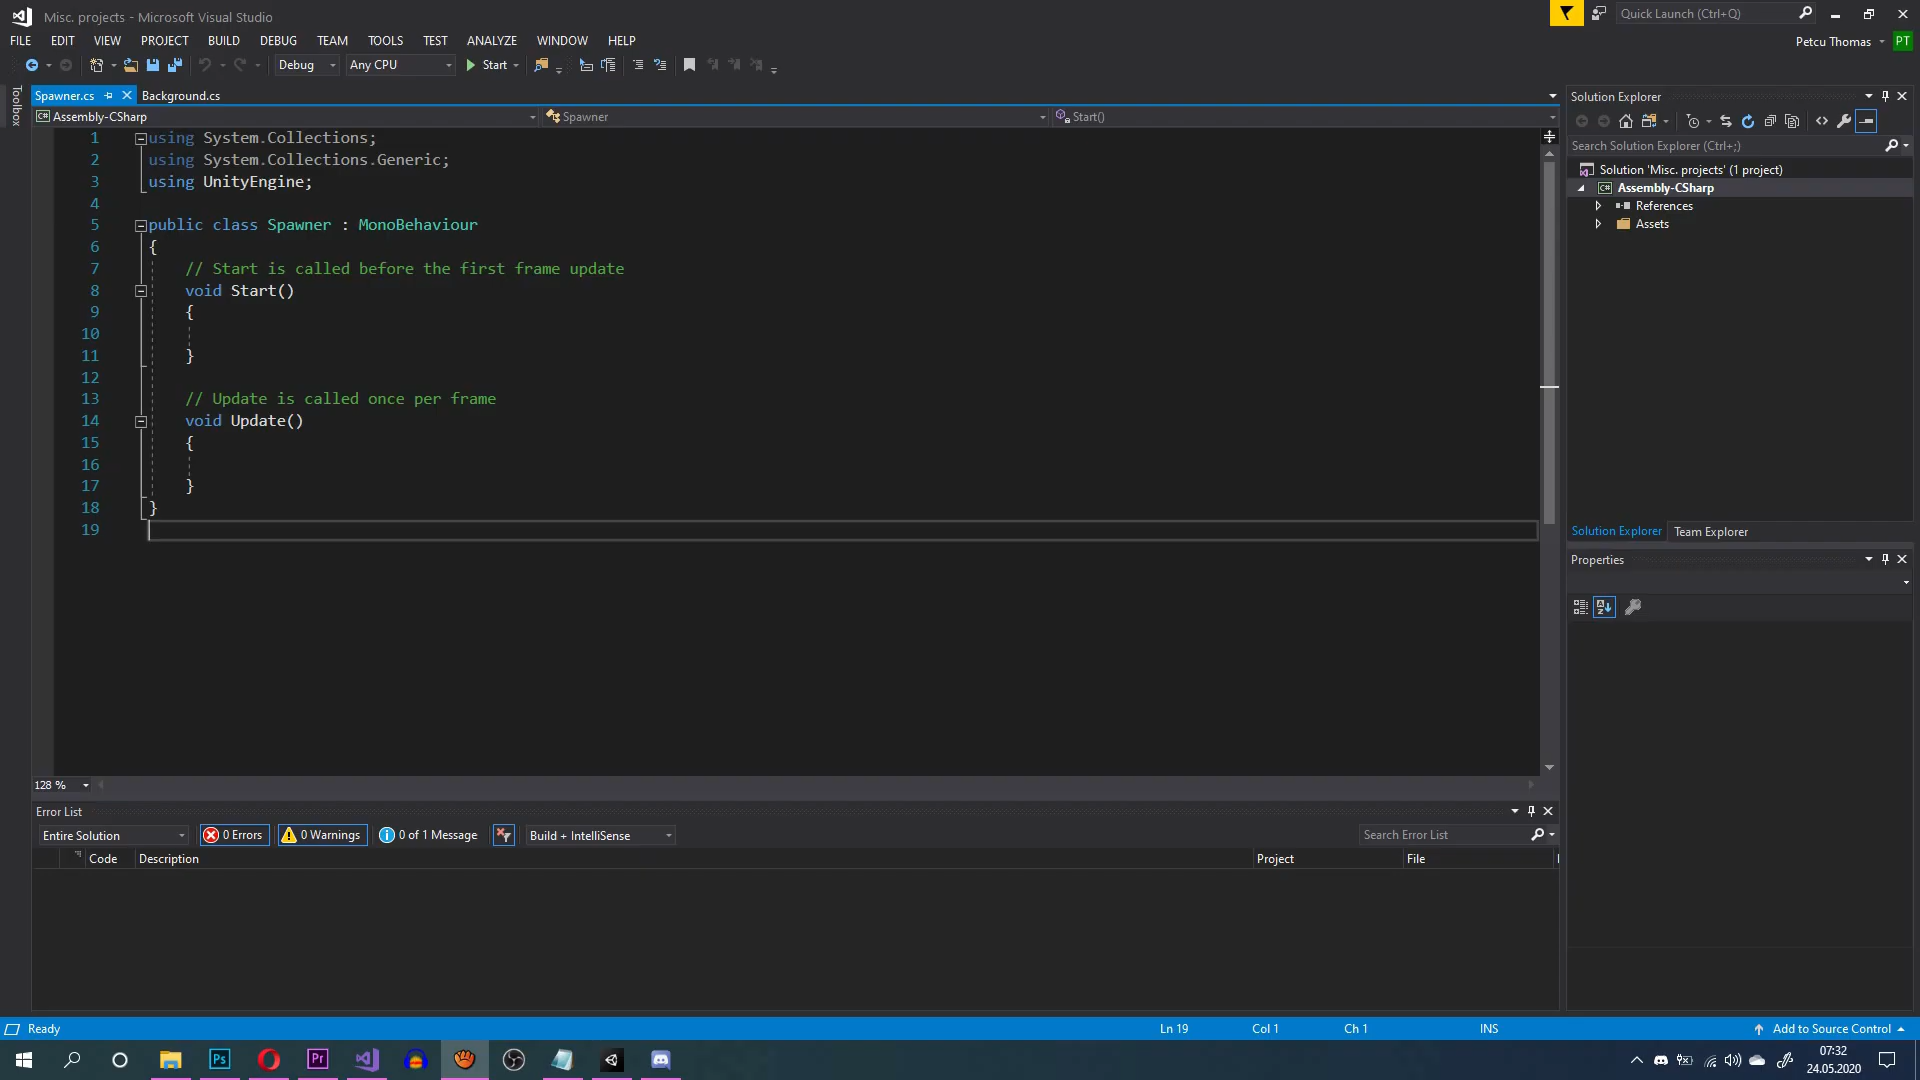 Misc. projects - Microsoft Visual Studio
Quick Launch (Ctrl+Q)
FILE EDIT VIEW PROJECT BUILD DEBUG TEAM TOOLS TEST ANALYZE WINDOW HELP
Petcu Thomas PT
Debug Any CPU Start
Toolbox
Spawner.cs Background.cs
Assembly-CSharp Spawner Start()
1 using System.Collections;
2 using System.Collections.Generic;
3 using UnityEngine;
4
5 public class Spawner : MonoBehaviour
6 {
7 // Start is called before the first frame update
8 void Start()
9 {
10
11 }
12
13 // Update is called once per frame
14 void Update()
15 {
16
17 }
18 }
19
128 %
Solution Explorer
Search Solution Explorer (Ctrl+;)
Solution 'Misc. projects' (1 project)
C# Assembly-CSharp
References
Assets
Solution Explorer Team Explorer
Properties
Error List
Entire Solution 0 Errors 0 Warnings 0 of 1 Message Build + IntelliSense Search Error List
Code Description Project File
Ready Ln 19 Col 1 Ch 1 INS Add to Source Control
Ps Pr
07:32
24.05.2020